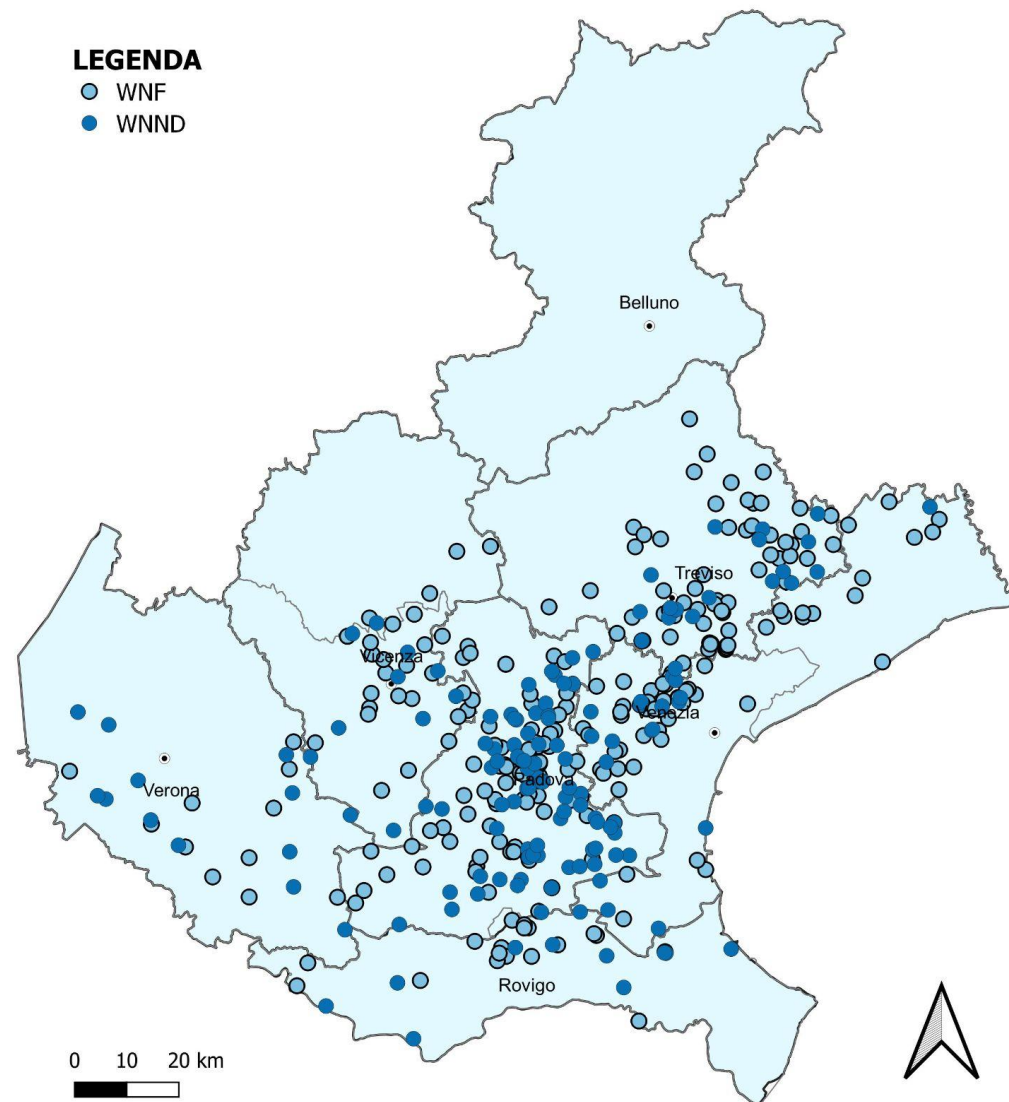 LEGENDA
WNF
WNND
Belluno
Treviso
Vicenza
Venezia
Verona
Padova
Rovigo
0 10 20 km